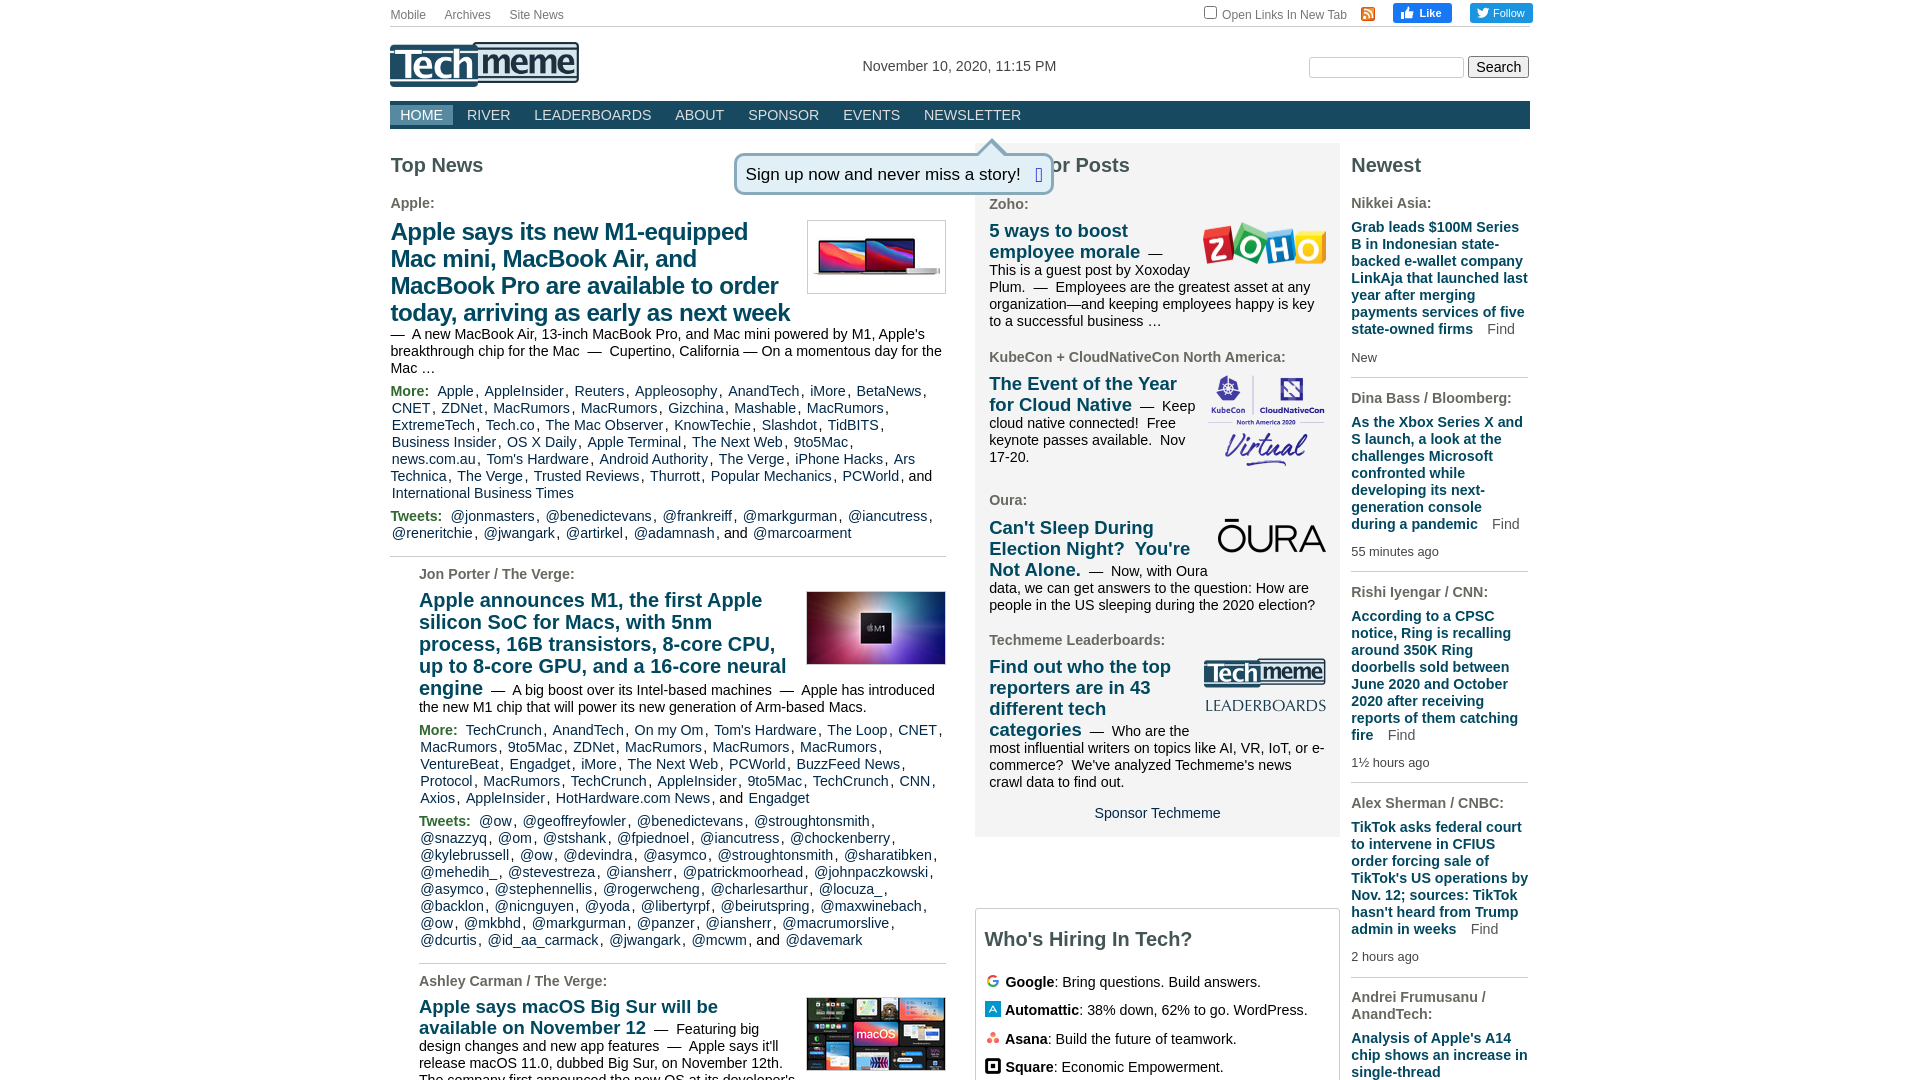 Mobile Archives Site News
Open Links In New Tab
Like
Follow
Techmeme
November 10, 2020, 11:15 PM
Search
HOME RIVER LEADERBOARDS ABOUT SPONSOR EVENTS NEWSLETTER
Sign up now and never miss a story!
Top News
Apple:
Apple says its new M1-equipped
Mac mini, MacBook Air, and
MacBook Pro are available to order
today, arriving as early as next week
— A new MacBook Air, 13-inch MacBook Pro, and Mac mini powered by M1, Apple's
breakthrough chip for the Mac — Cupertino, California — On a momentous day for the
Mac …
More: Apple, AppleInsider, Reuters, Appleosophy, AnandTech, iMore, BetaNews,
CNET, ZDNet, MacRumors, MacRumors, Gizchina, Mashable, MacRumors,
ExtremeTech, Tech.co, The Mac Observer, KnowTechie, Slashdot, TidBITS,
Business Insider, OS X Daily, Apple Terminal, The Next Web, 9to5Mac,
news.com.au, Tom's Hardware, Android Authority, The Verge, iPhone Hacks, Ars
Technica, The Verge, Trusted Reviews, Thurrott, Popular Mechanics, PCWorld, and
International Business Times
Tweets: @jonmasters, @benedictevans, @frankreiff, @markgurman, @iancutress,
@reneritchie, @jwangark, @artirkel, @adamnash, and @marcoarment
Jon Porter / The Verge:
Apple announces M1, the first Apple
silicon SoC for Macs, with 5nm
process, 16B transistors, 8-core CPU,
up to 8-core GPU, and a 16-core neural
engine — A big boost over its Intel-based machines — Apple has introduced
the new M1 chip that will power its new generation of Arm-based Macs.
M1
More: TechCrunch, AnandTech, On my Om, Tom's Hardware, The Loop, CNET,
MacRumors, 9to5Mac, ZDNet, MacRumors, MacRumors, MacRumors,
VentureBeat, Engadget, iMore, The Next Web, PCWorld, BuzzFeed News,
Protocol, MacRumors, TechCrunch, AppleInsider, 9to5Mac, TechCrunch, CNN,
Axios, AppleInsider, HotHardware.com News, and Engadget
Tweets: @ow, @geoffreyfowler, @benedictevans, @stroughtonsmith,
@snazzyq, @om, @stshank, @fpiednoel, @iancutress, @chockenberry,
@kylebrussell, @ow, @devindra, @asymco, @stroughtonsmith, @sharatibken,
@mehedih_, @stevestreza, @iansherr, @patrickmoorhead, @johnpaczkowski,
@asymco, @stephennellis, @rogerwcheng, @charlesarthur, @locuza_,
@backlon, @nicnguyen, @yoda, @libertyrpf, @beirutspring, @maxwinebach,
@ow, @mkbhd, @markgurman, @panzer, @iansherr, @macrumorslive,
@dcurtis, @id_aa_carmack, @jwangark, @mcwm, and @davemark
Ashley Carman / The Verge:
Apple says macOS Big Sur will be
available on November 12 — Featuring big
design changes and new app features — Apple says it'll
release macOS 11.0, dubbed Big Sur, on November 12th.
The company first announced the new OS at its developer's
macOS
or Posts
Zoho:
5 ways to boost
employee morale —
This is a guest post by Xoxoday
Plum. — Employees are the greatest asset at any
organization—and keeping employees happy is key
to a successful business …
ZOHO
KubeCon + CloudNativeCon North America:
The Event of the Year
for Cloud Native — Keep
cloud native connected! Free
keynote passes available. Nov
17-20.
KubeCon CloudNativeCon
North America 2020
Virtual
Oura:
Can't Sleep During
Election Night? You're
Not Alone. — Now, with Oura
data, we can get answers to the question: How are
people in the US sleeping during the 2020 election?
ŌURA
Techmeme Leaderboards:
Find out who the top
reporters are in 43
different tech
categories — Who are the
most influential writers on topics like AI, VR, IoT, or e-
commerce? We've analyzed Techmeme's news
crawl data to find out.
Techmeme
LEADERBOARDS
Sponsor Techmeme
Who's Hiring In Tech?
Google: Bring questions. Build answers.
Automattic: 38% down, 62% to go. WordPress.
Asana: Build the future of teamwork.
Square: Economic Empowerment.
Newest
Nikkei Asia:
Grab leads $100M Series
B in Indonesian state-
backed e-wallet company
LinkAja that launched last
year after merging
payments services of five
state-owned firms Find
New
Dina Bass / Bloomberg:
As the Xbox Series X and
S launch, a look at the
challenges Microsoft
confronted while
developing its next-
generation console
during a pandemic Find
55 minutes ago
Rishi Iyengar / CNN:
According to a CPSC
notice, Ring is recalling
around 350K Ring
doorbells sold between
June 2020 and October
2020 after receiving
reports of them catching
fire Find
1½ hours ago
Alex Sherman / CNBC:
TikTok asks federal court
to intervene in CFIUS
order forcing sale of
TikTok's US operations by
Nov. 12; sources: TikTok
hasn't heard from Trump
admin in weeks Find
2 hours ago
Andrei Frumusanu /
AnandTech:
Analysis of Apple's A14
chip shows an increase in
single-thread